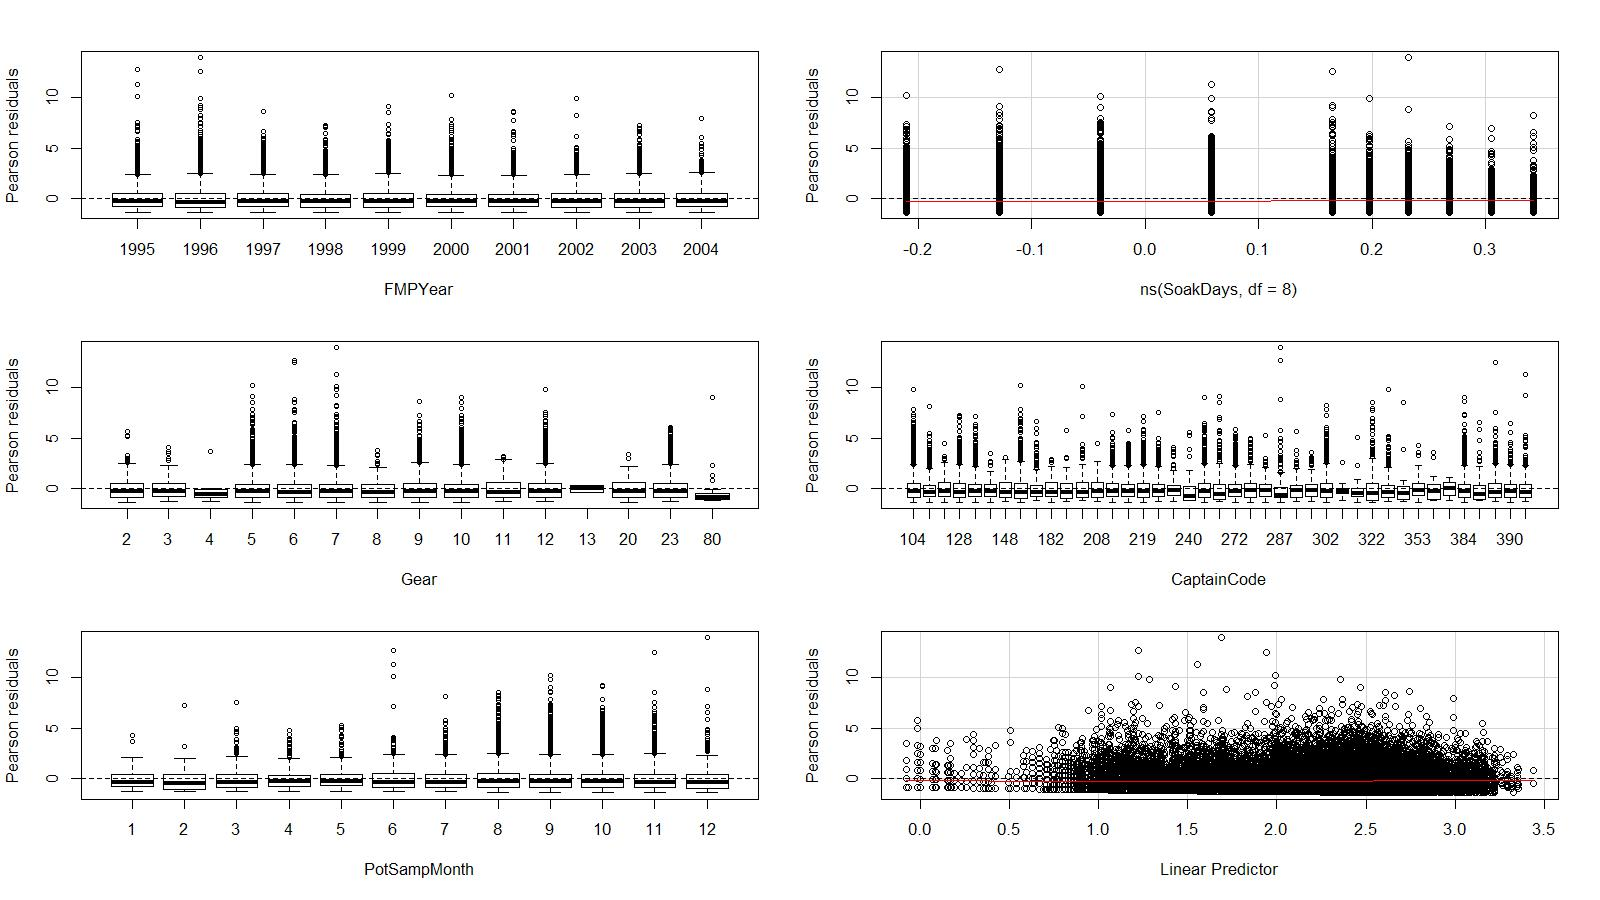 Pearson residuals
10
5
0
1995 1996 1997 1998 1999 2000 2001 2002 2003 2004
FMPYear
Pearson residuals
10
5
0
-0.2 -0.1 0.0 0.1 0.2 0.3
ns(SoakDays, df = 8)
Pearson residuals
10
5
0
2 3 4 5 6 7 8 9 10 11 12 13 20 23 80
Gear
Pearson residuals
10
5
0
104 128 148 182 208 219 240 272 287 302 322 353 384 390
CaptainCode
Pearson residuals
10
5
0
1 2 3 4 5 6 7 8 9 10 11 12
PotSampMonth
Pearson residuals
10
5
0
0.0 0.5 1.0 1.5 2.0 2.5 3.0 3.5
Linear Predictor